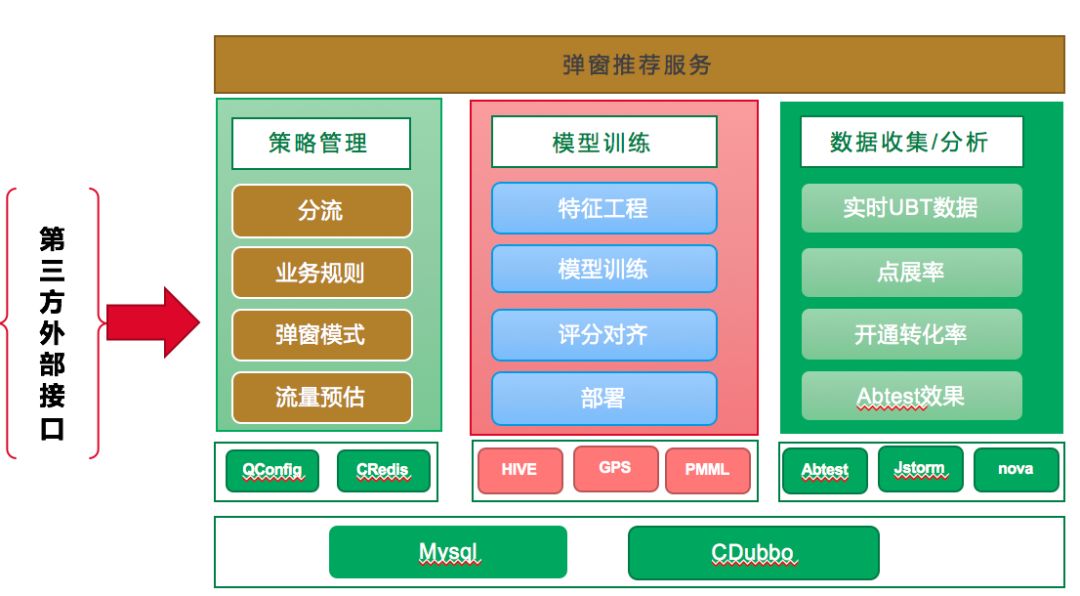 弹窗推荐服务
第三方外部接口
策略管理
分流
业务规则
弹窗模式
流量预估
QConfig
CRedis
模型训练
特征工程
模型训练
评分对齐
部署
HIVE
GPS
PMML
数据收集/分析
实时UBT数据
点展率
开通转化率
Abtest效果
Abtest
Jstorm
nova
Mysql
CDubbo